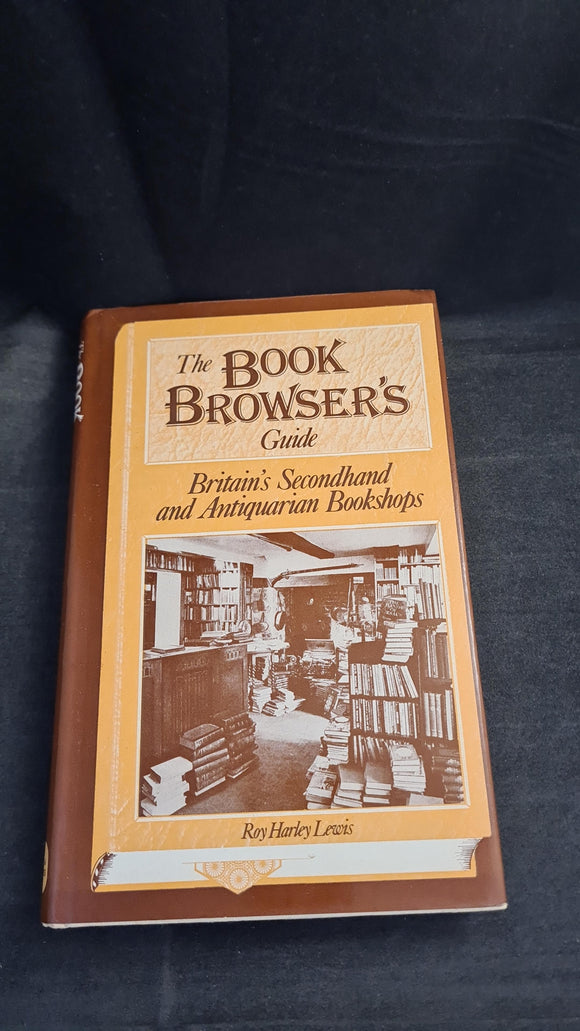 The BOOK
BROWSER'S
Guide
Britain's Secondhand
and Antiquarian Bookshops
Roy Harley Lewis